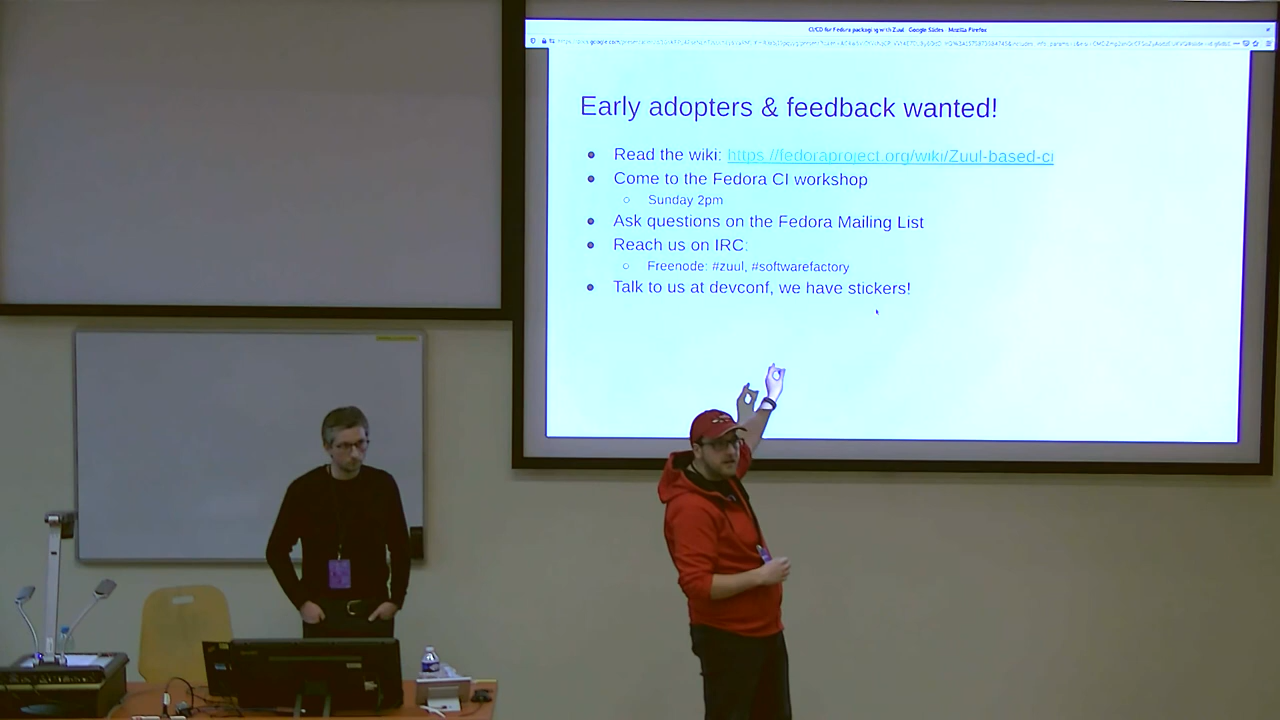 CI/CD for Fedora packaging with Zuul - Google Slides - Mozilla Firefox
Early adopters & feedback wanted!
Read the wiki: https://fedoraproject.org/wiki/Zuul-based-ci
Come to the Fedora CI workshop
Sunday 2pm
Ask questions on the Fedora Mailing List
Reach us on IRC:
Freenode: #zuul, #softwarefactory
Talk to us at devconf, we have stickers!